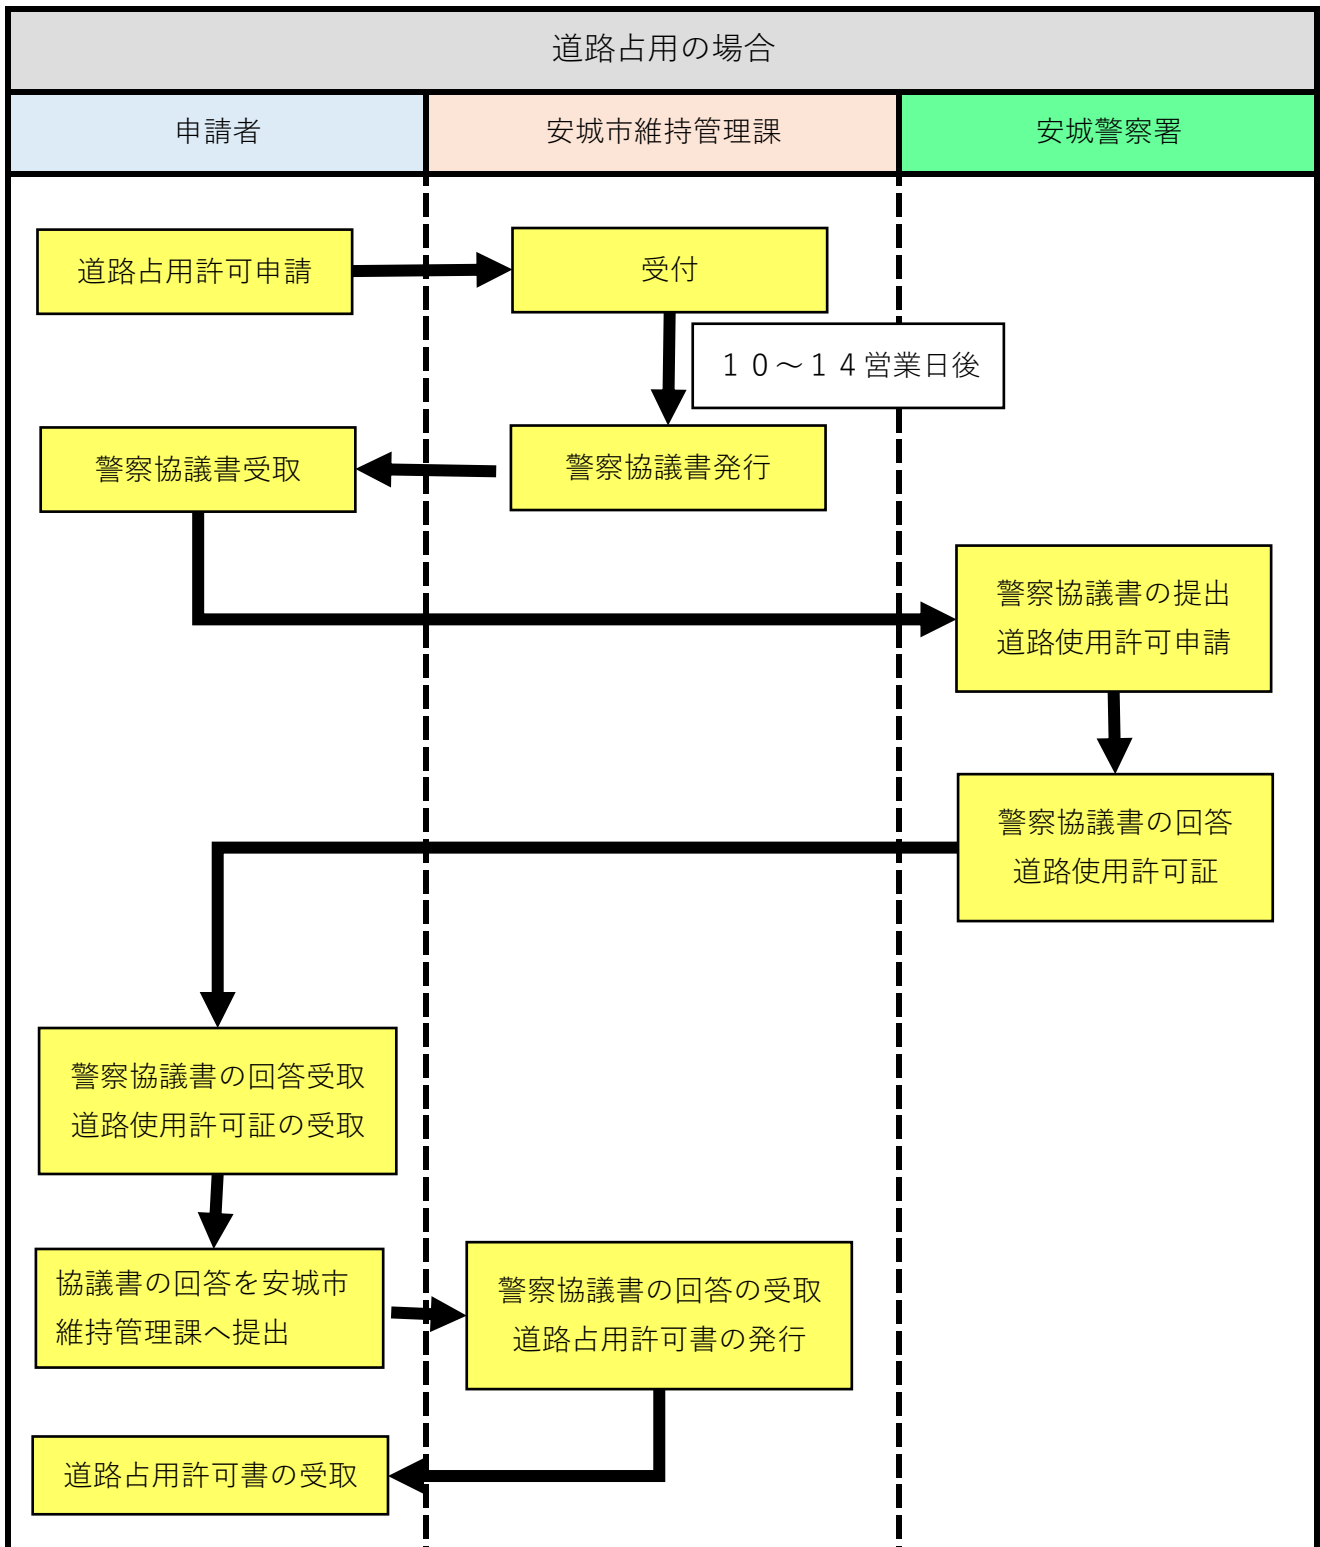 道路占用の場合
申請者
安城市維持管理課
安城警察署
道路占用許可申請
受付
１０～１４営業日後
警察協議書受取
警察協議書発行
警察協議書の提出
道路使用許可申請
警察協議書の回答
道路使用許可証
警察協議書の回答受取
道路使用許可証の受取
協議書の回答を安城市
維持管理課へ提出
警察協議書の回答の受取
道路占用許可書の発行
道路占用許可書の受取